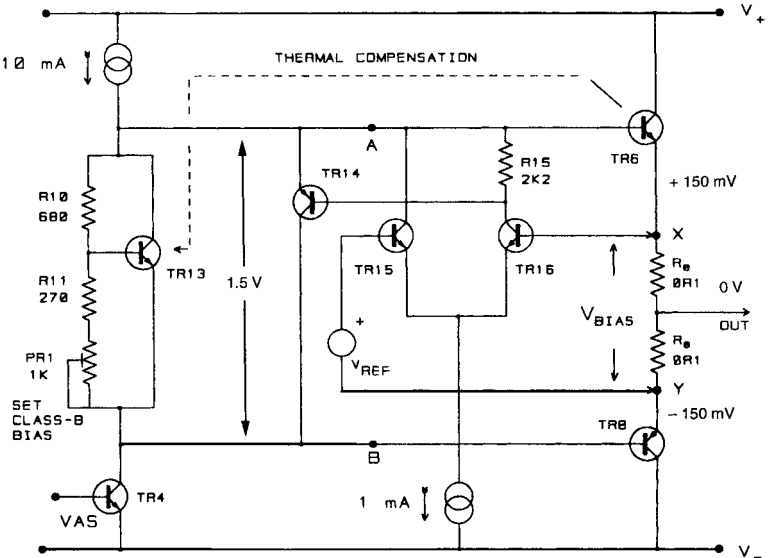 V+
10 mA
THERMAL COMPENSATION
A
TR14
R15
2K2
TR6
+ 150 mV
R10
680
TR13
TR15
TR16
X
R11
270
1.5 V
Re
0R1
0 V
VBIAS
OUT
+
PR1
1K
VREF
Re
0R1
Y
SET
CLASS-B
BIAS
TR8
– 150 mV
B
TR4
1 mA
VAS
V-